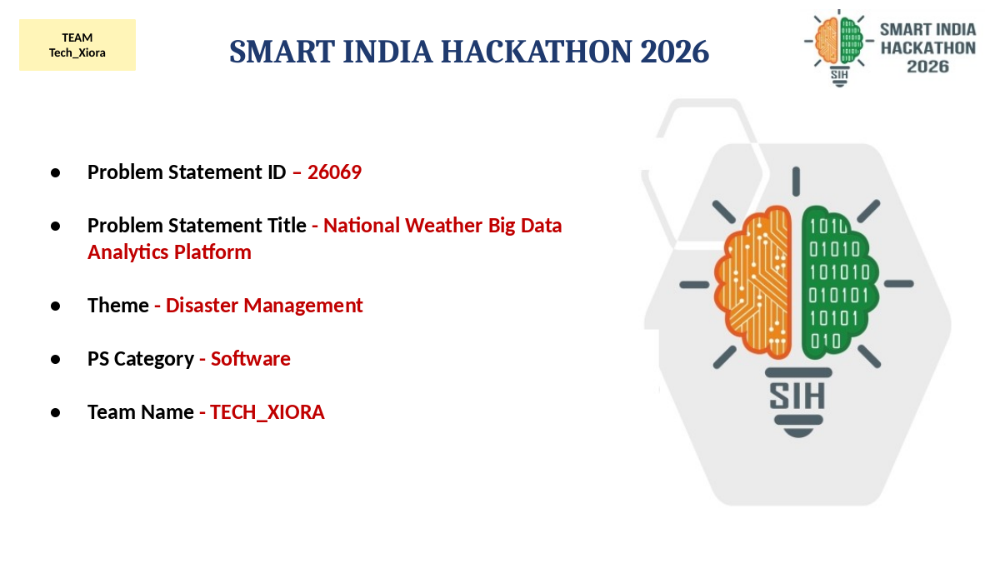 TEAM
Tech_Xiora
SMART INDIA HACKATHON 2026
SMART INDIA
HACKATHON
2026
SIH
● Problem Statement ID – 26069
● Problem Statement Title - National Weather Big Data
Analytics Platform
● Theme - Disaster Management
● PS Category - Software
● Team Name - TECH_XIORA
101
01010
101010
010101
10101
010
SIH